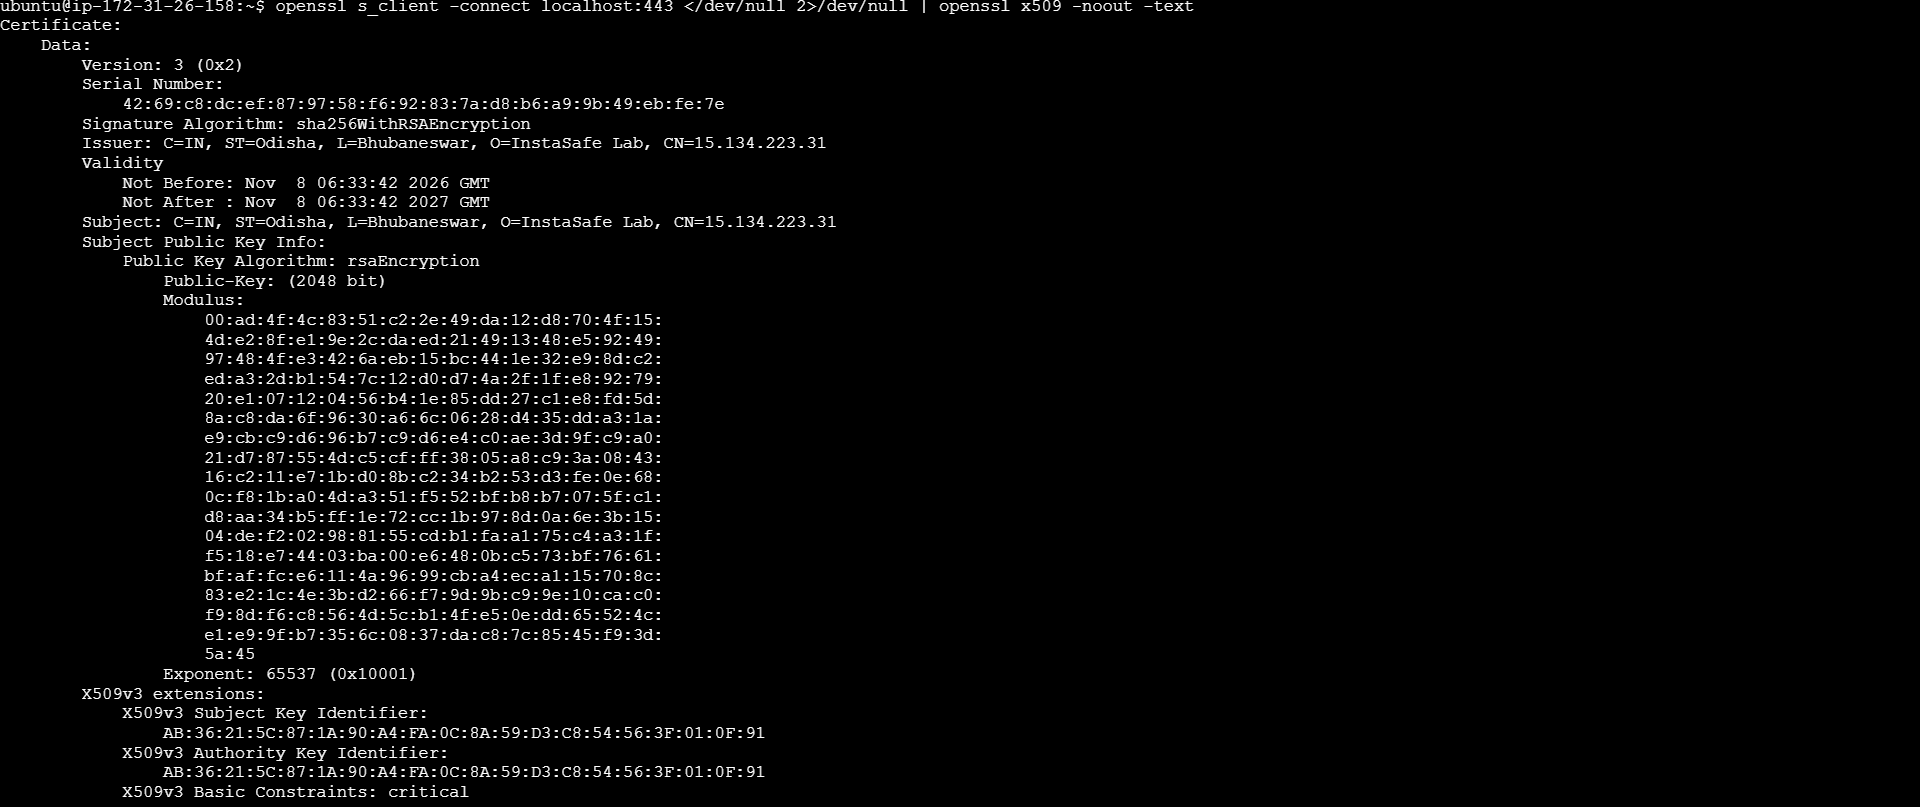 ubuntu@ip-172-31-26-158:~$ openssl s_client -connect localhost:443 </dev/null 2>/dev/null | openssl x509 -noout -text
Certificate:
    Data:
        Version: 3 (0x2)
        Serial Number:
            42:69:c8:dc:ef:87:97:58:f6:92:83:7a:d8:b6:a9:9b:49:eb:fe:7e
        Signature Algorithm: sha256WithRSAEncryption
        Issuer: C=IN, ST=Odisha, L=Bhubaneswar, O=InstaSafe Lab, CN=15.134.223.31
        Validity
            Not Before: Nov  8 06:33:42 2026 GMT
            Not After : Nov  8 06:33:42 2027 GMT
        Subject: C=IN, ST=Odisha, L=Bhubaneswar, O=InstaSafe Lab, CN=15.134.223.31
        Subject Public Key Info:
            Public Key Algorithm: rsaEncryption
                Public-Key: (2048 bit)
                Modulus:
                    00:ad:4f:4c:83:51:c2:2e:49:da:12:d8:70:4f:15:
                    4d:e2:8f:e1:9e:2c:da:ed:21:49:13:48:e5:92:49:
                    97:48:4f:e3:42:6a:eb:15:bc:44:1e:32:e9:8d:c2:
                    ed:a3:2d:b1:54:7c:12:d0:d7:4a:2f:1f:e8:92:79:
                    20:e1:07:12:04:56:b4:1e:85:dd:27:c1:e8:fd:5d:
                    8a:c8:da:6f:96:30:a6:6c:06:28:d4:35:dd:a3:1a:
                    e9:cb:c9:d6:96:b7:c9:d6:e4:c0:ae:3d:9f:c9:a0:
                    21:d7:87:55:4d:c5:cf:ff:38:05:a8:c9:3a:08:43:
                    16:c2:11:e7:1b:d0:8b:c2:34:b2:53:d3:fe:0e:68:
                    0c:f8:1b:a0:4d:a3:51:f5:52:bf:b8:b7:07:5f:c1:
                    d8:aa:34:b5:ff:1e:72:cc:1b:97:8d:0a:6e:3b:15:
                    04:de:f2:02:98:81:55:cd:b1:fa:a1:75:c4:a3:1f:
                    f5:18:e7:44:03:ba:00:e6:48:0b:c5:73:bf:76:61:
                    bf:af:fc:e6:11:4a:96:99:cb:a4:ec:a1:15:70:8c:
                    83:e2:1c:4e:3b:d2:66:f7:9d:9b:c9:9e:10:ca:c0:
                    f9:8d:f6:c8:56:4d:5c:b1:4f:e5:0e:dd:65:52:4c:
                    e1:e9:9f:b7:35:6c:08:37:da:c8:7c:85:45:f9:3d:
                    5a:45
                Exponent: 65537 (0x10001)
        X509v3 extensions:
            X509v3 Subject Key Identifier:
                AB:36:21:5C:87:1A:90:A4:FA:0C:8A:59:D3:C8:54:56:3F:01:0F:91
            X509v3 Authority Key Identifier:
                AB:36:21:5C:87:1A:90:A4:FA:0C:8A:59:D3:C8:54:56:3F:01:0F:91
            X509v3 Basic Constraints: critical